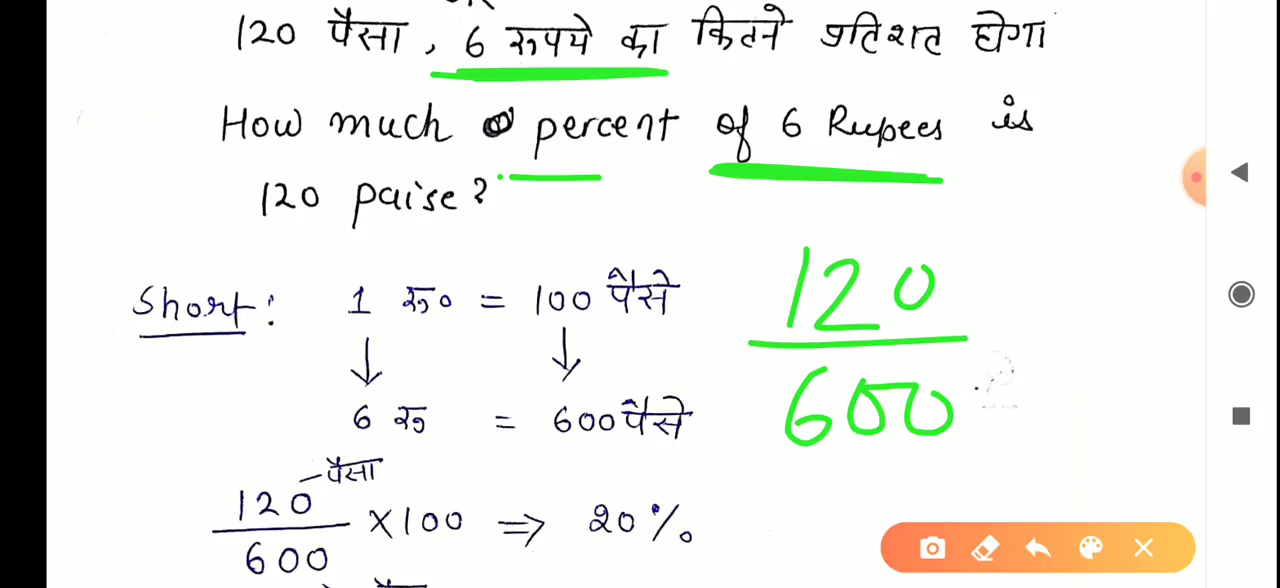 120 पैसा, 6 रुपये का कितने प्रतिशत होगा
How much percent of 6 Rupees is
120 paise?
Short: 1 रु० = 100 पैसे
6 रु = 600 पैसे
120
600
120 पैसा
600
× 100 ⇒ 20%